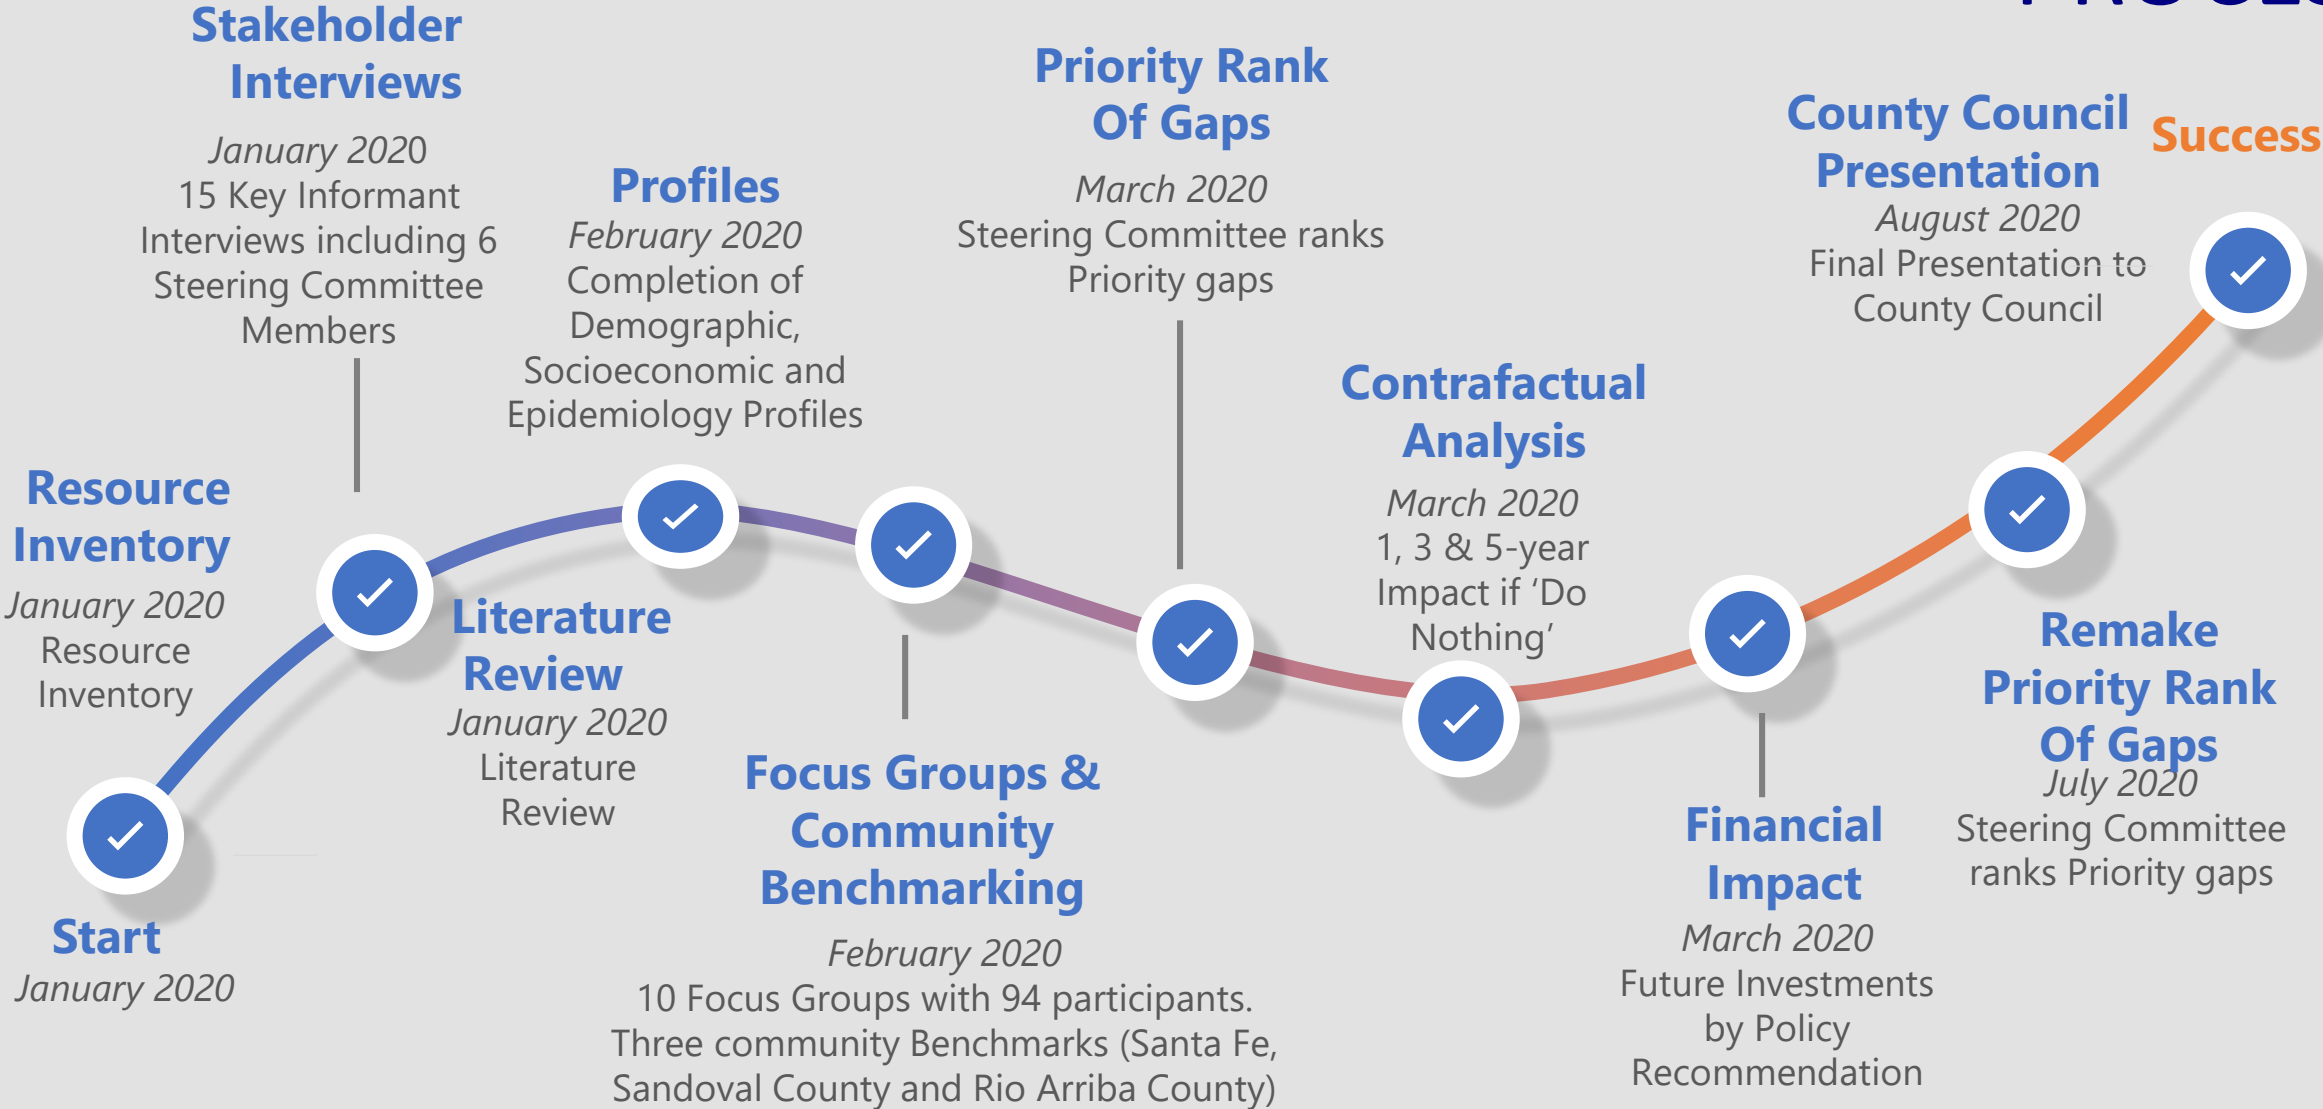 Stakeholder
Interviews
January 2020
15 Key Informant
Interviews including 6
Steering Committee
Members
Resource
Inventory
January 2020
Resource
Inventory
Start
January 2020
Literature
Review
January 2020
Literature
Review
Profiles
February 2020
Completion of
Demographic,
Socioeconomic and
Epidemiology Profiles
Focus Groups &
Community
Benchmarking
February 2020
10 Focus Groups with 94 participants.
Three community Benchmarks (Santa Fe,
Sandoval County and Rio Arriba County)
Priority Rank
Of Gaps
March 2020
Steering Committee ranks
Priority gaps
Contrafactual
Analysis
March 2020
1, 3 & 5-year
Impact if ‘Do
Nothing’
Financial
Impact
March 2020
Future Investments
by Policy
Recommendation
Remake
Priority Rank
Of Gaps
July 2020
Steering Committee
ranks Priority gaps
County Council
Presentation
August 2020
Final Presentation to
County Council
Success